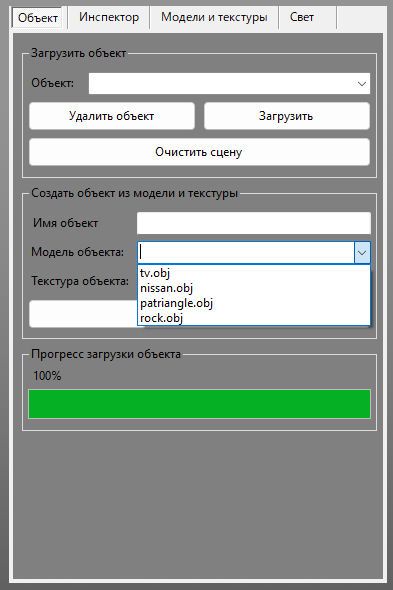 Объект Инспектор Модели и текстуры Свет
Загрузить объект
Объект:
Удалить объект Загрузить
Очистить сцену
Создать объект из модели и текстуры
Имя объект
Модель объекта:
tv.obj
Текстура объекта:
nissan.obj
patriangle.obj
rock.obj
Прогресс загрузки объекта
100%